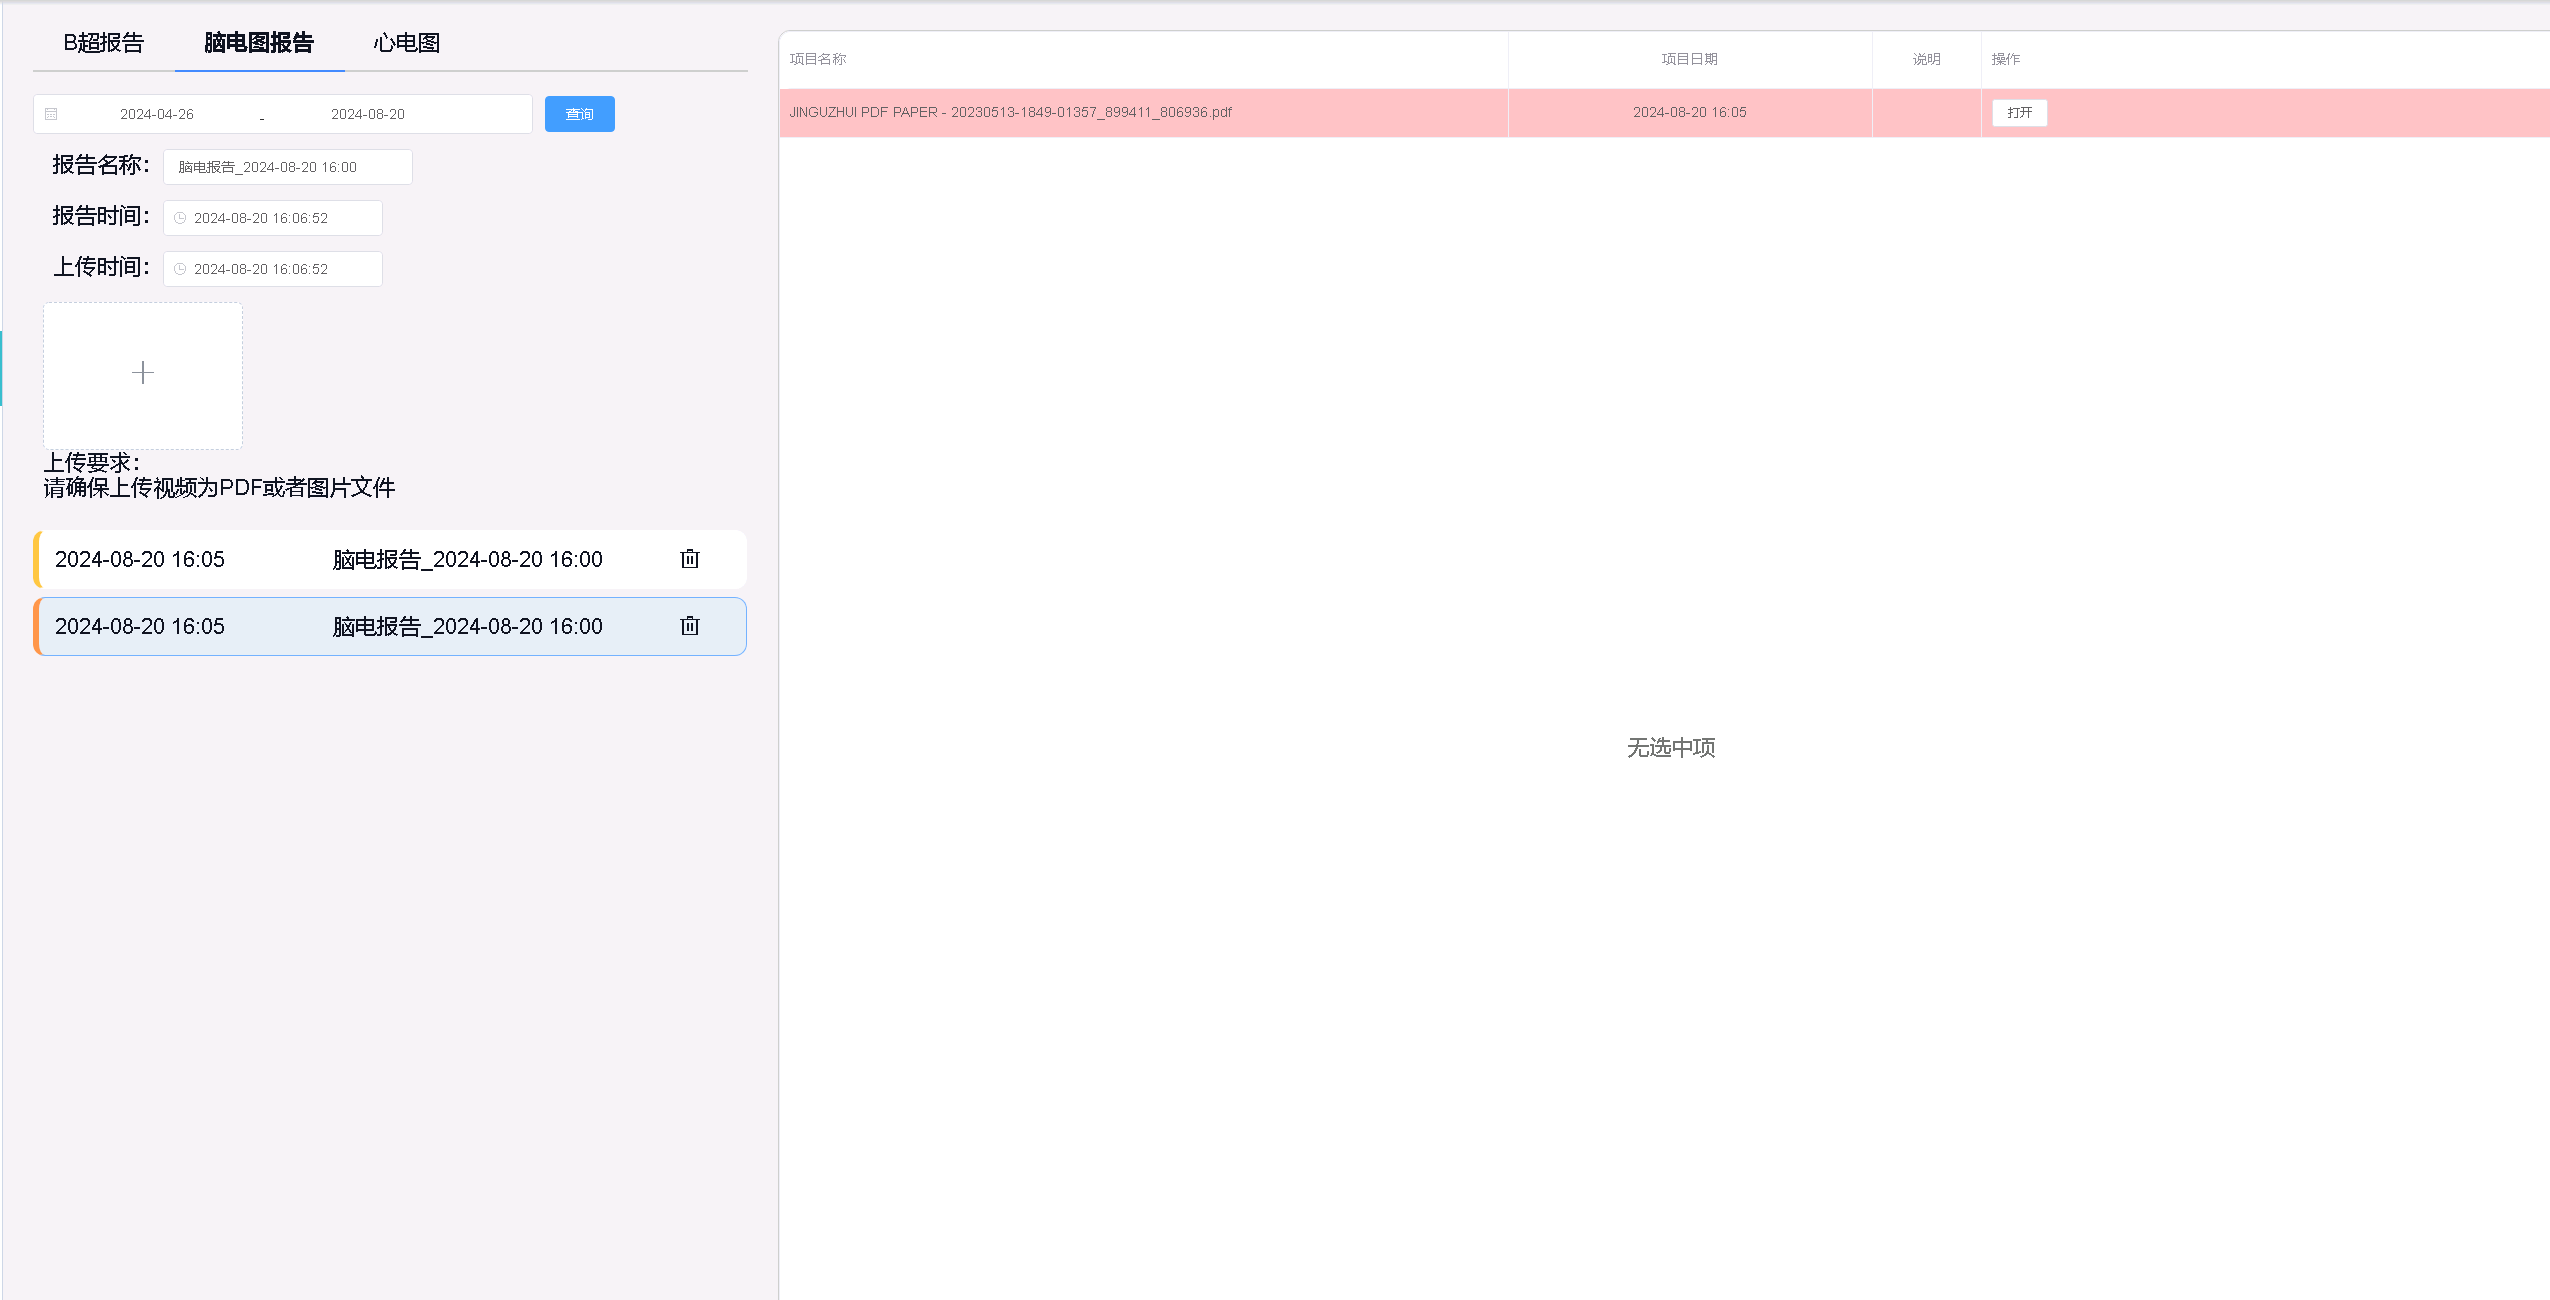 B超报告 脑电图报告 心电图
2024-04-26 - 2024-08-20 查询
报告名称： 脑电报告_2024-08-20 16:00
报告时间： 2024-08-20 16:06:52
上传时间： 2024-08-20 16:06:52
上传要求：
请确保上传视频为PDF或者图片文件
2024-08-20 16:05 脑电报告_2024-08-20 16:00
2024-08-20 16:05 脑电报告_2024-08-20 16:00
项目名称 项目日期 说明 操作
JINGUZHUI PDF PAPER - 20230513-1849-01357_899411_806936.pdf 2024-08-20 16:05 打开
无选中项